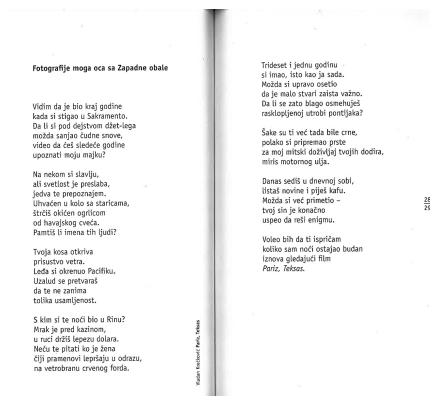 Fotografije moga oca sa Zapadne obale
Vidim da je bio kraj godine
kada si stigao u Sakramento.
Da li si pod dejstvom džet-lega
možda sanjao čudne snove,
video da ćeš sledeće godine
upoznati moju majku?
Na nekom si slavlju,
ali svetlost je preslaba,
jedva te prepoznajem.
Uhvaćen u kolo sa staricama,
štrčiš okićen ogrlicom
od havajskog cveća.
Pamtiš li imena tih ljudi?
Tvoja kosa otkriva
prisustvo vetra.
Leđa si okrenuo Pacifiku.
Uzalud se pretvaraš
da te ne zanima
tolika usamljenost.
S kim si te noći bio u Rinu?
Mrak je pred kazinom,
u ruci držiš lepezu dolara.
Neću te pitati ko je žena
čiji pramenovi lepršaju u odrazu,
na vetrobranu crvenog forda.
Vladan Krečković Pariz, Teksas
Trideset i jednu godinu
si imao, isto kao ja sada.
Možda si upravo osetio
da je malo stvari zaista važno.
Da li se zato blago osmehuješ
rasklopljenoj utrobi pontijaka?
Šake su ti već tada bile crne,
polako si pripremao prste
za moj mitski doživljaj tvojih dodira,
miris motornog ulja.
Danas sediš u dnevnoj sobi,
listaš novine i piješ kafu.
Možda si već primetio –
tvoj sin je konačno
uspeo da reši enigmu.
Voleo bih da ti ispričam
koliko sam noći ostajao budan
iznova gledajući film
Pariz, Teksas.
28
29